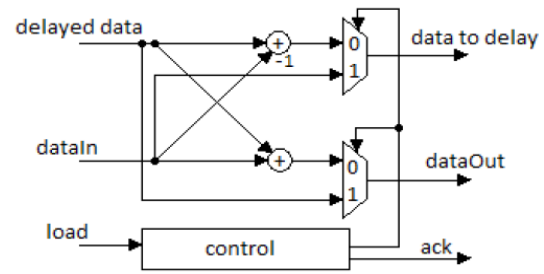 delayed data
+
-1
0
1
data to delay
dataIn
+
0
1
dataOut
load
control
ack